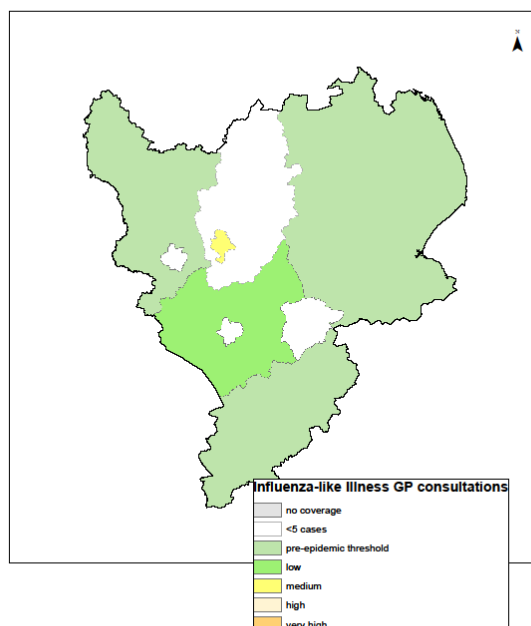 N
Influenza-like Illness GP consultations
no coverage
<5 cases
pre-epidemic threshold
low
medium
high
very high